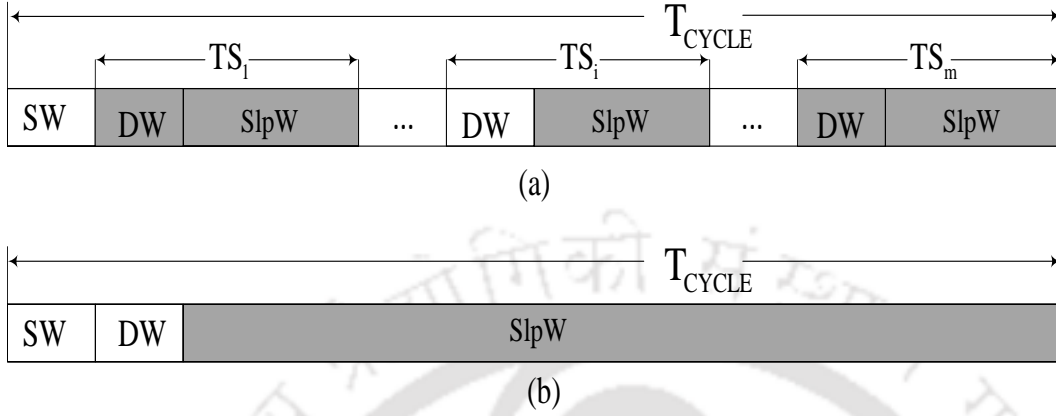 T_CYCLE
TS_1 TS_i TS_m
SW DW SlpW ... DW SlpW ... DW SlpW
(a)
T_CYCLE
SW DW SlpW
(b)